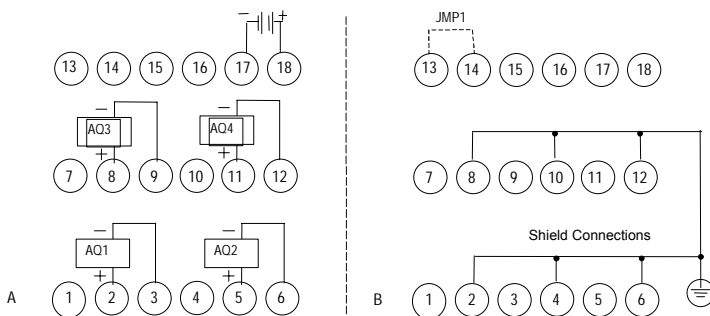 − +
JMP1
13 14 15 16 17 18
13 14 15 16 17 18
− −
AQ3 AQ4
+ +
7 8 9 10 11 12
7 8 9 10 11 12
− −
AQ1 AQ2
+ +
Shield Connections
A 1 2 3 4 5 6
B 1 2 3 4 5 6